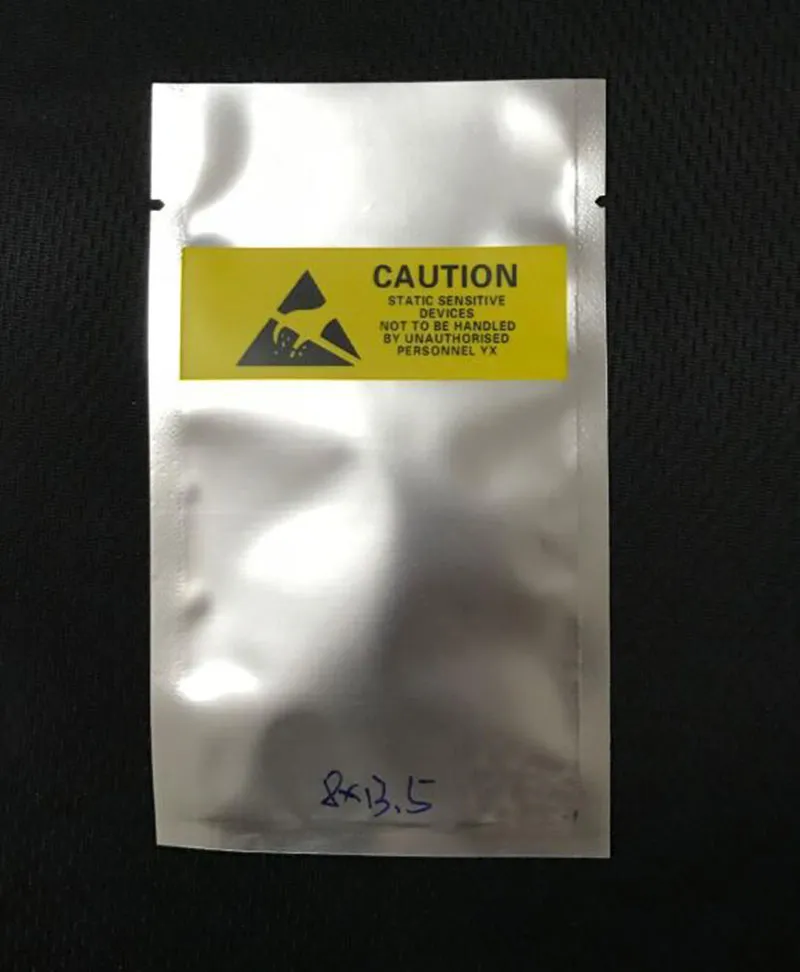 CAUTION
STATIC SENSITIVE
DEVICES
NOT TO BE HANDLED
BY UNAUTHORISED
PERSONNEL YX
8×13.5